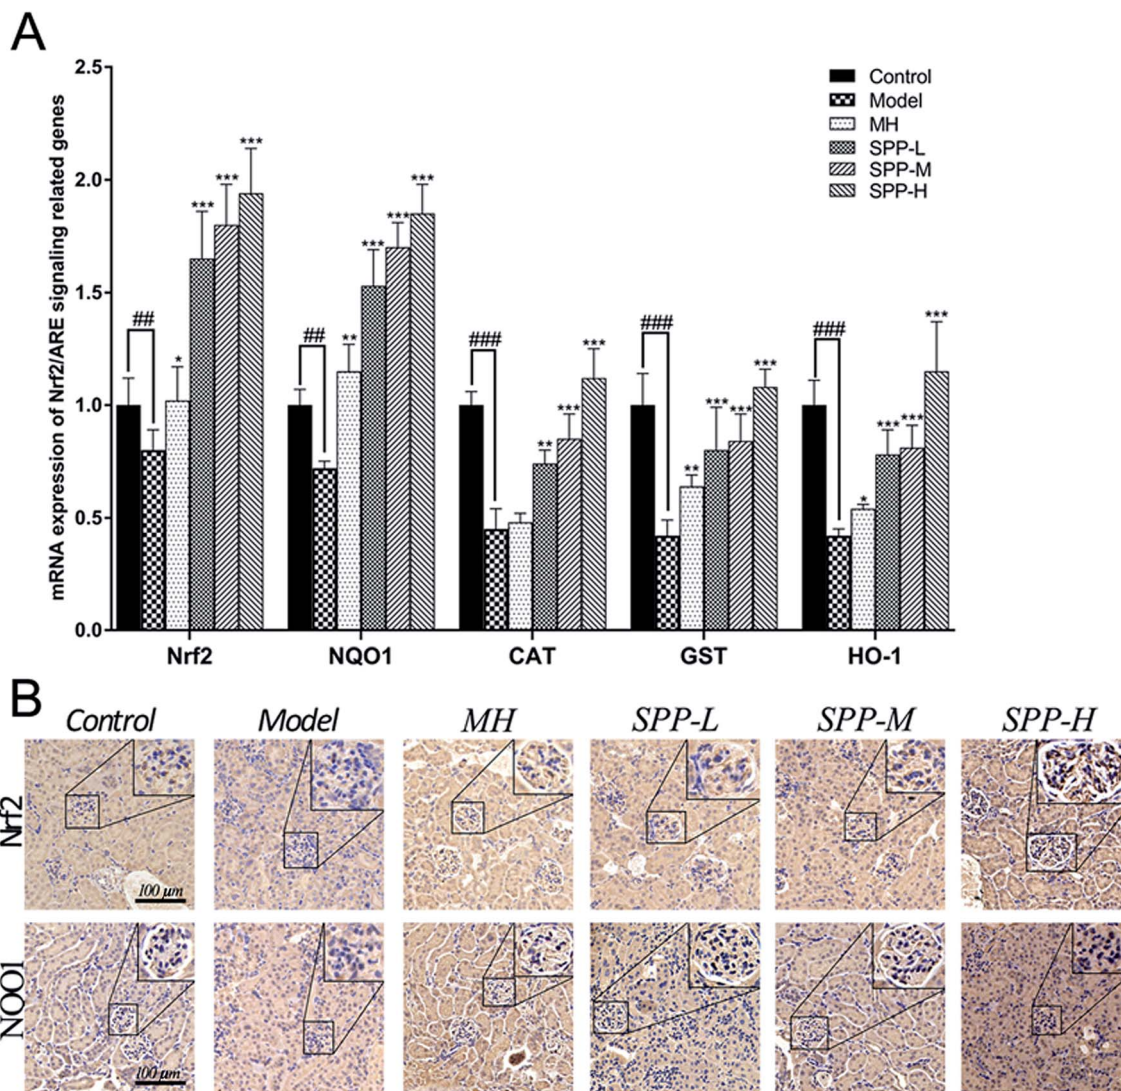 A
mRNA expression of Nrf2/ARE signaling related genes
2.5
2.0
1.5
1.0
0.5
0.0
Control
Model
MH
SPP-L
SPP-M
SPP-H
## * *** *** ***
## ** *** *** ***
### ** *** ***
### ** *** *** ***
### * *** *** ***
Nrf2 NQO1 CAT GST HO-1
B
Control Model MH SPP-L SPP-M SPP-H
Nrf2
100 μm
NQO1
100 μm